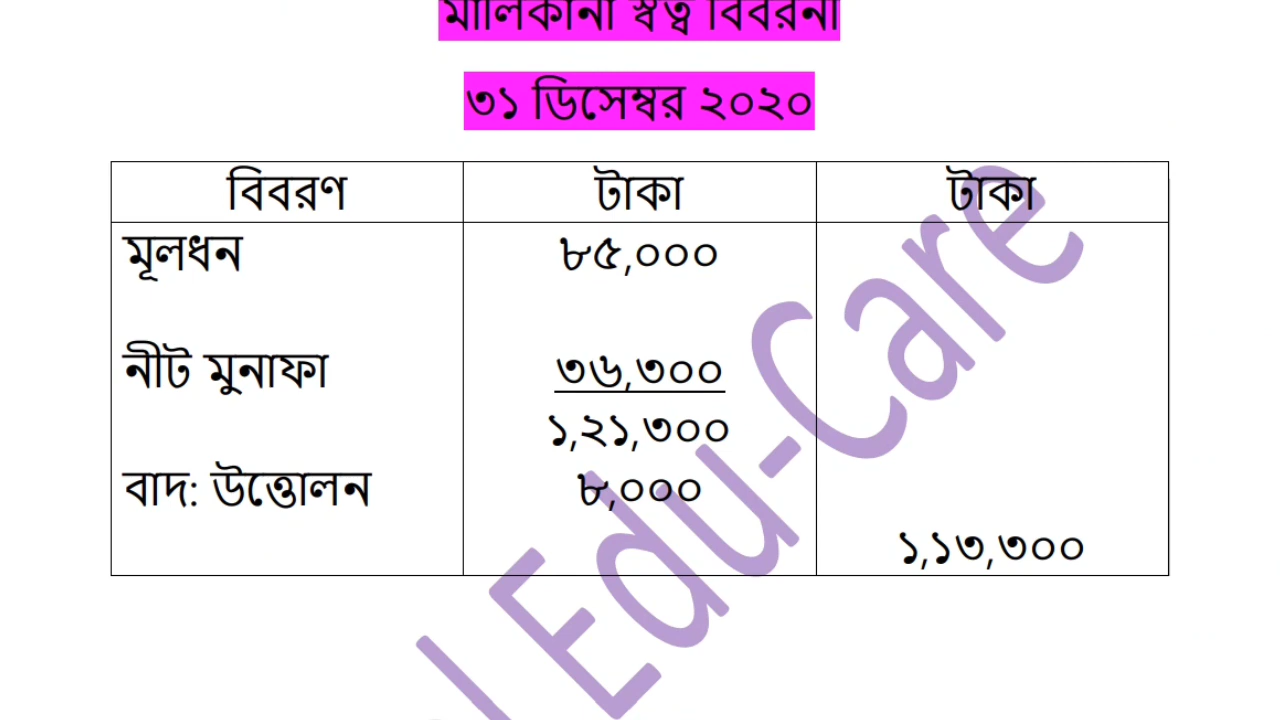 মালিকানা স্বত্ব বিবরনী
৩১ ডিসেম্বর ২০২০
বিবরণ টাকা টাকা
মূলধন ৮৫,০০০
নীট মুনাফা ৩৬,৩০০
১,২১,৩০০
বাদ: উত্তোলন ৮,০০০
১,১৩,৩০০
Edu-Care